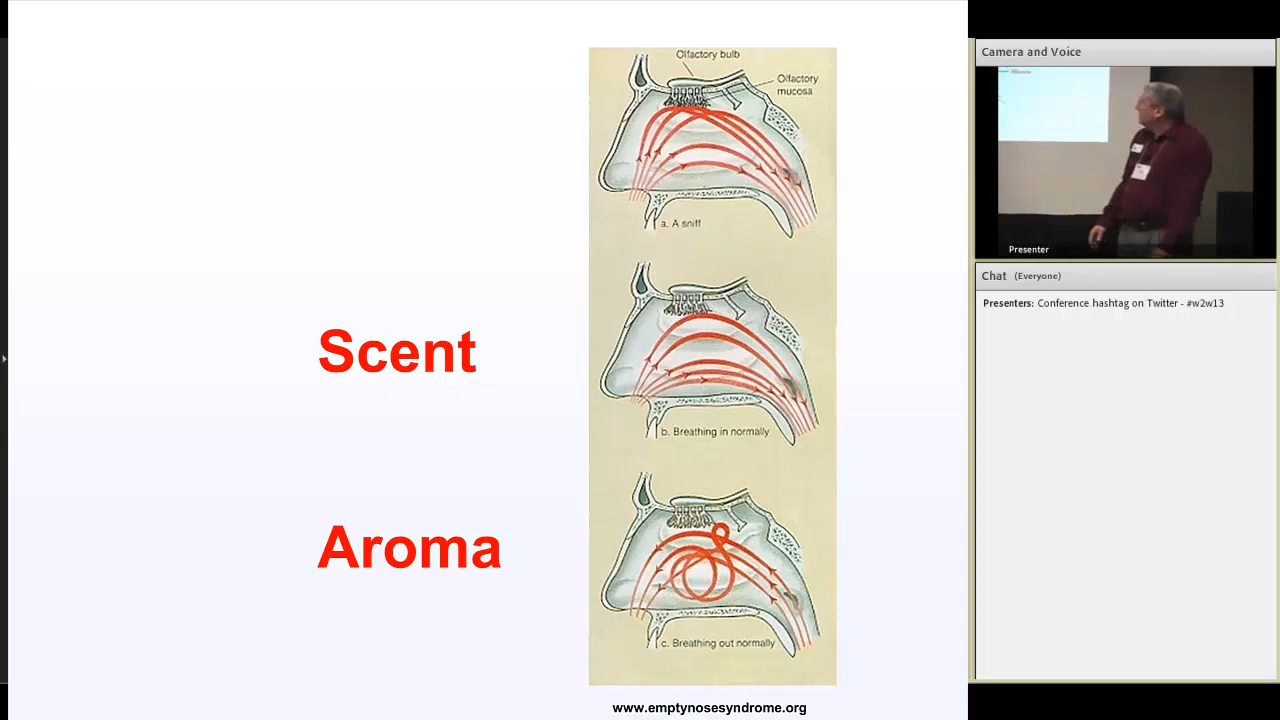 Olfactory bulb
Olfactory
mucosa
a. A sniff
Scent
b. Breathing in normally
Aroma
c. Breathing out normally
www.emptynosesyndrome.org
Camera and Voice
Presenter
Chat (Everyone)
Presenters: Conference hashtag on Twitter - #w2w13